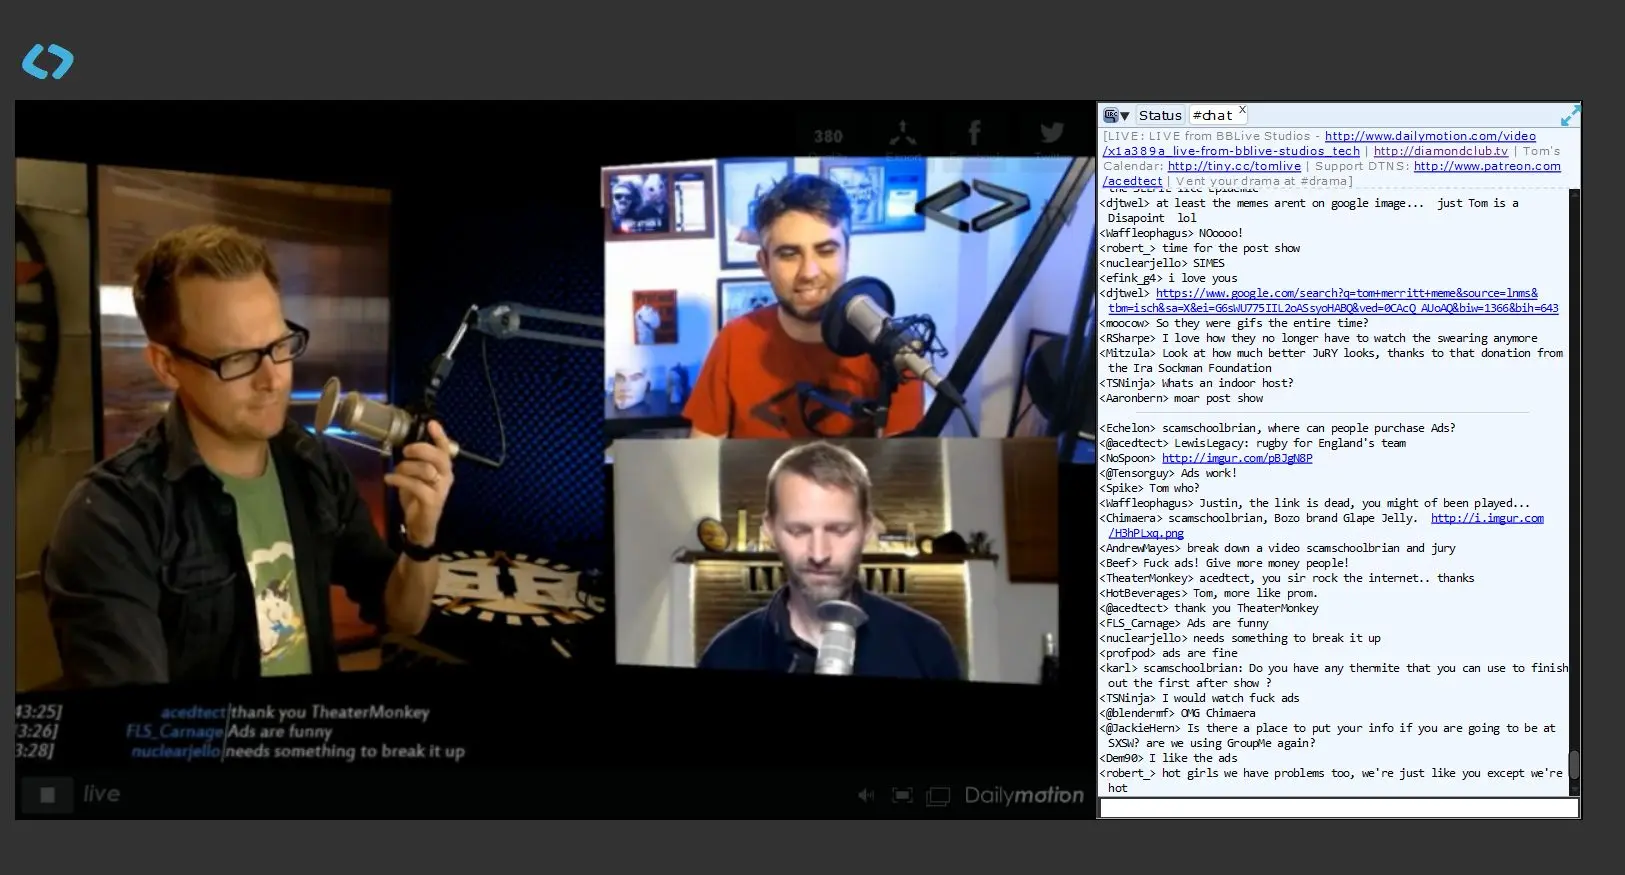 380
Status
#chat
x
[LIVE: LIVE from BBLive Studios - http://www.dailymotion.com/video
/x1a389a_live-from-bblive-studios_tech | http://diamondclub.tv | Tom's
Calendar: http://tiny.cc/tomlive | Support DTNS: http://www.patreon.com
/acedtect | Vent your drama at #drama]
<djtwel> at least the memes arent on google image... just Tom is a
Disapoint lol
<Waffleophagus> NOoooo!
<robert_> time for the post show
<nuclearjello> SIMES
<efink_g4> i love yous
<djtwel> https://www.google.com/search?q=tom+merritt+meme&source=lnms&
tbm=isch&sa=X&ei=G6sWU775IIL2oASsyoHABQ&ved=0CAcQ_AUoAQ&biw=1366&bih=643
<moocow> So they were gifs the entire time?
<RSharpe> I love how they no longer have to watch the swearing anymore
<Mitzula> Look at how much better JuRY looks, thanks to that donation from
the Ira Sockman Foundation
<TSNinja> Whats an indoor host?
<Aaronbern> moar post show
<Echelon> scamschoolbrian, where can people purchase Ads?
<@acedtect> LewisLegacy: rugby for England's team
<NoSpoon> http://imgur.com/pBJgN8P
<@Tensorguy> Ads work!
<Spike> Tom who?
<Waffleophagus> Justin, the link is dead, you might of been played...
<Chimaera> scamschoolbrian, Bozo brand Glape Jelly. http://i.imgur.com
/H3hPLxq.png
<AndrewMayes> break down a video scamschoolbrian and jury
<Beef> Fuck ads! Give more money people!
<TheaterMonkey> acedtect, you sir rock the internet.. thanks
<HotBeverages> Tom, more like prom.
<@acedtect> thank you TheaterMonkey
<FLS_Carnage> Ads are funny
<nuclearjello> needs something to break it up
<profpod> ads are fine
<karl> scamschoolbrian: Do you have any thermite that you can use to finish
out the first after show ?
<TSNinja> I would watch fuck ads
<@blendermf> OMG Chimaera
<@JackieHern> Is there a place to put your info if you are going to be at
SXSW? are we using GroupMe again?
<Dem90> I like the ads
<robert_> hot girls we have problems too, we're just like you except we're
hot
43:25] acedtect thank you TheaterMonkey
3:26] FLS_Carnage Ads are funny
3:28] nuclearjello needs something to break it up
live
Dailymotion